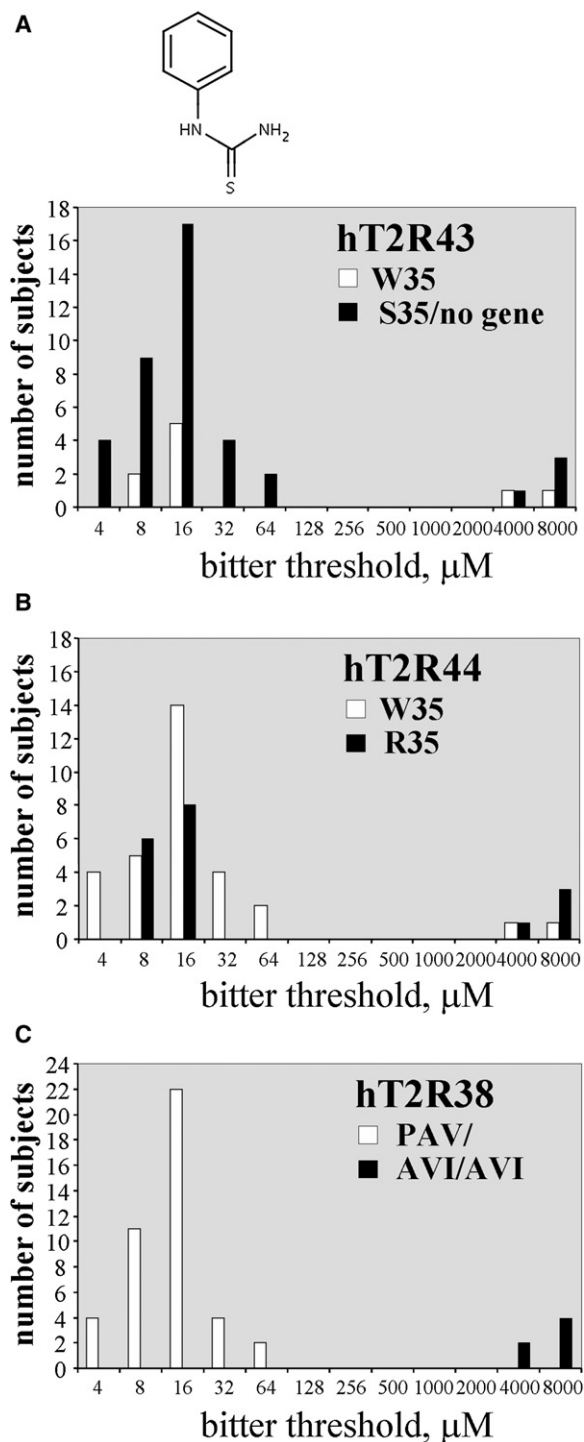 A
HN
NH2
S
18
16
14
12
10
8
6
4
2
0
number of subjects
hT2R43
W35
S35/no gene
4 8 16 32 64 128 256 500 1000 2000 4000 8000
bitter threshold, µM
B
18
16
14
12
10
8
6
4
2
0
number of subjects
hT2R44
W35
R35
4 8 16 32 64 128 256 500 1000 2000 4000 8000
bitter threshold, µM
C
24
22
20
18
16
14
12
10
8
6
4
2
0
number of subjects
hT2R38
PAV/
AVI/AVI
4 8 16 32 64 128 256 500 1000 2000 4000 8000
bitter threshold, µM